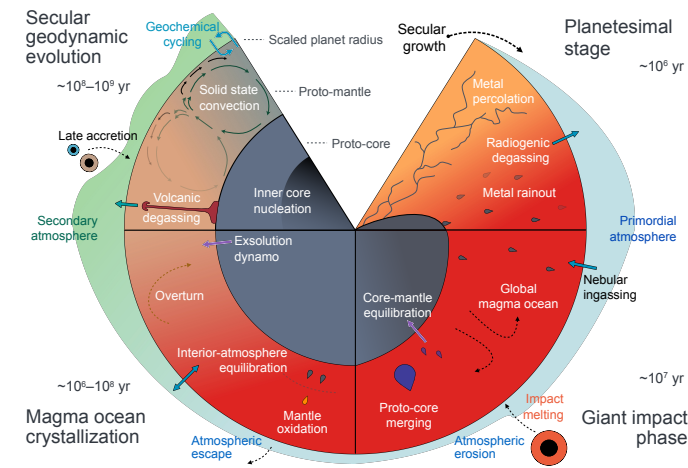 Secular
geodynamic
evolution
~10⁸–10⁹ yr
Geochemical
cycling
Scaled planet radius
Proto-mantle
Proto-core
Secular
growth
Planetesimal
stage
~10⁶ yr
Solid state
convection
Metal
percolation
Late accretion
Radiogenic
degassing
Inner core
nucleation
Metal rainout
Volcanic
degassing
Secondary
atmosphere
Primordial
atmosphere
Exsolution
dynamo
Nebular
ingassing
Overturn
Global
magma ocean
Core-mantle
equilibration
Interior-atmosphere
equilibration
~10⁶–10⁸ yr
~10⁷ yr
Mantle
oxidation
Proto-core
merging
Impact
melting
Magma ocean
crystallization
Giant impact
phase
Atmospheric
escape
Atmospheric
erosion